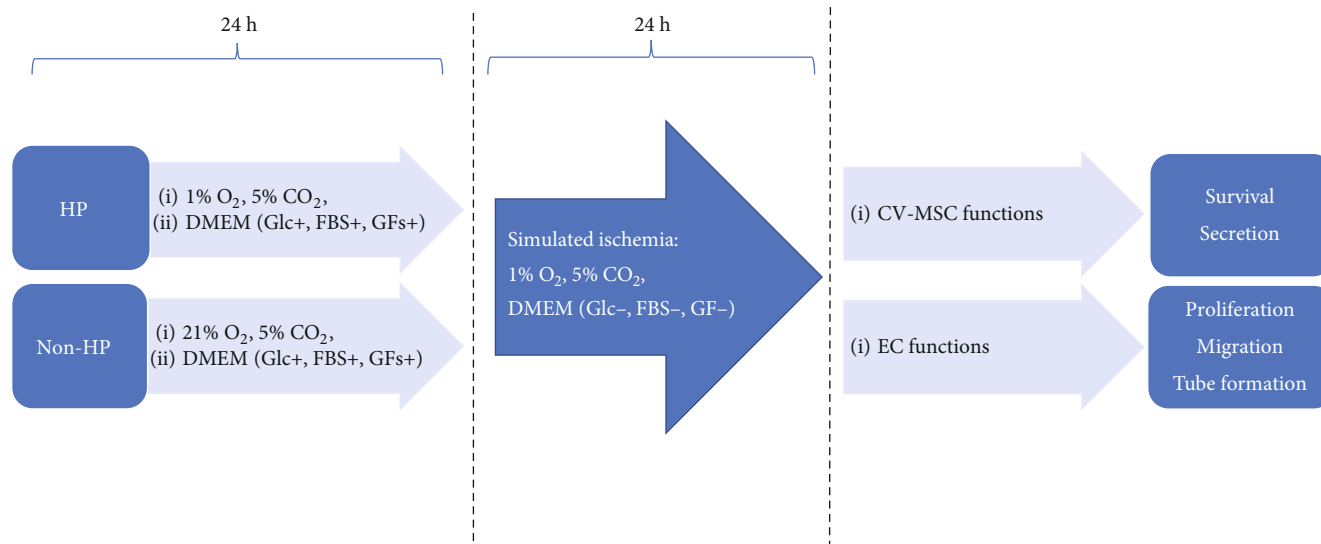 24 h
24 h
HP
(i) 1% O₂, 5% CO₂,
(ii) DMEM (Glc+, FBS+, GFs+)
Non-HP
(i) 21% O₂, 5% CO₂,
(ii) DMEM (Glc+, FBS+, GFs+)
Simulated ischemia:
1% O₂, 5% CO₂,
DMEM (Glc–, FBS–, GF–)
(i) CV-MSC functions
Survival
Secretion
(i) EC functions
Proliferation
Migration
Tube formation